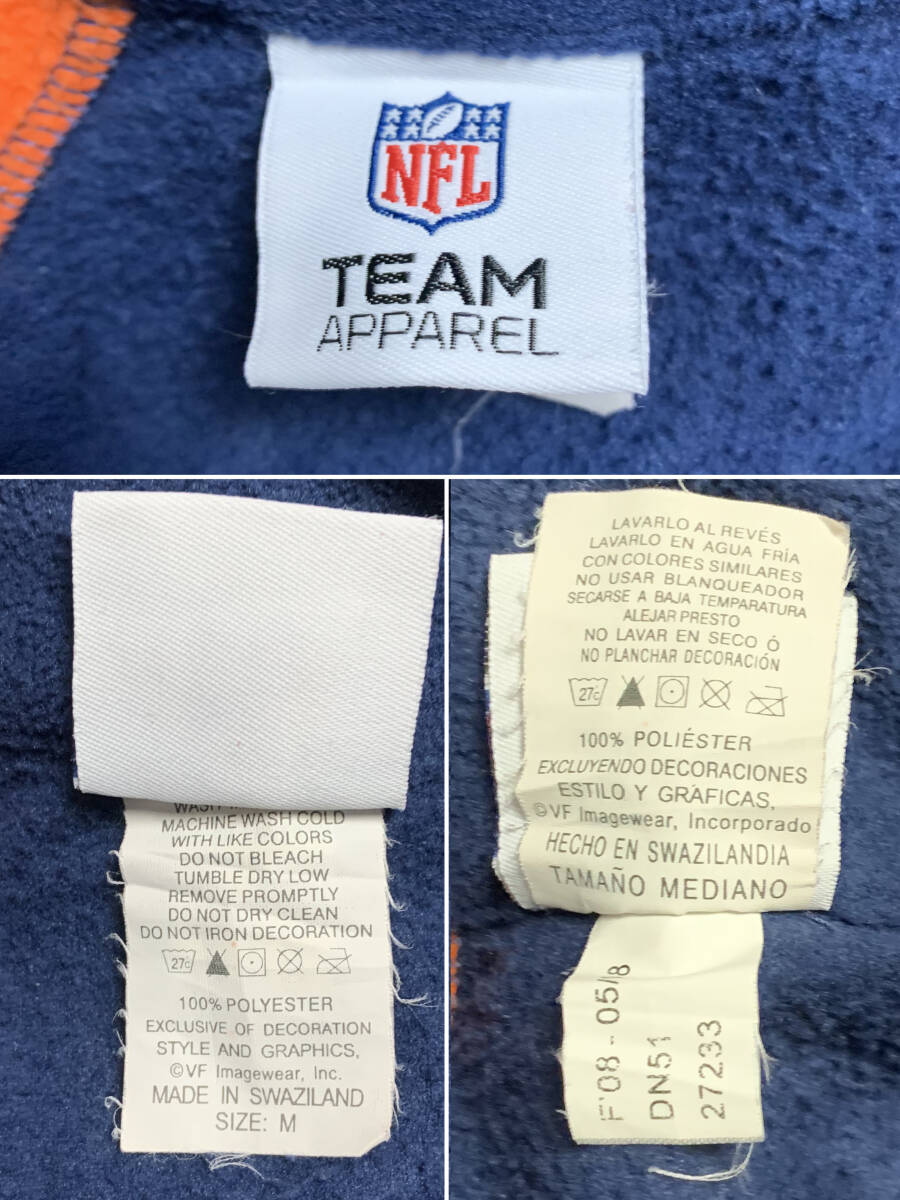 NFL
TEAM
APPAREL
MACHINE WASH COLD
WITH LIKE COLORS
DO NOT BLEACH
TUMBLE DRY LOW
REMOVE PROMPTLY
DO NOT DRY CLEAN
DO NOT IRON DECORATION
27c
100% POLYESTER
EXCLUSIVE OF DECORATION
STYLE AND GRAPHICS,
©VF Imagewear, Inc.
MADE IN SWAZILAND
SIZE: M
LAVARLO AL REVÉS
LAVARLO EN AGUA FRÍA
CON COLORES SIMILARES
NO USAR BLANQUEADOR
SECARSE A BAJA TEMPARATURA
ALEJAR PRESTO
NO LAVAR EN SECO Ó
NO PLANCHAR DECORACIÓN
27c
100% POLIÉSTER
EXCLUYENDO DECORACIONES
ESTILO Y GRÁFICAS,
©VF Imagewear, Incorporado
HECHO EN SWAZILANDIA
TAMAÑO MEDIANO
F'08 - 05/8
DN51
27233